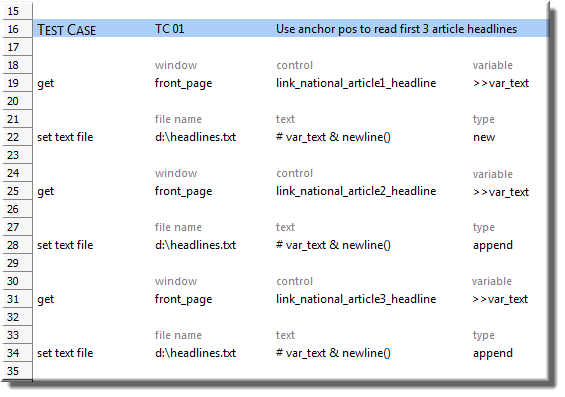 15
16 TEST CASE TC 01 Use anchor pos to read first 3 article headlines
17
18 window control variable
19 get front_page link_national_article1_headline >>var_text
20
21 file name text type
22 set text file d:\headlines.txt # var_text & newline() new
23
24 window control variable
25 get front_page link_national_article2_headline >>var_text
26
27 file name text type
28 set text file d:\headlines.txt # var_text & newline() append
29
30 window control variable
31 get front_page link_national_article3_headline >>var_text
32
33 file name text type
34 set text file d:\headlines.txt # var_text & newline() append
35